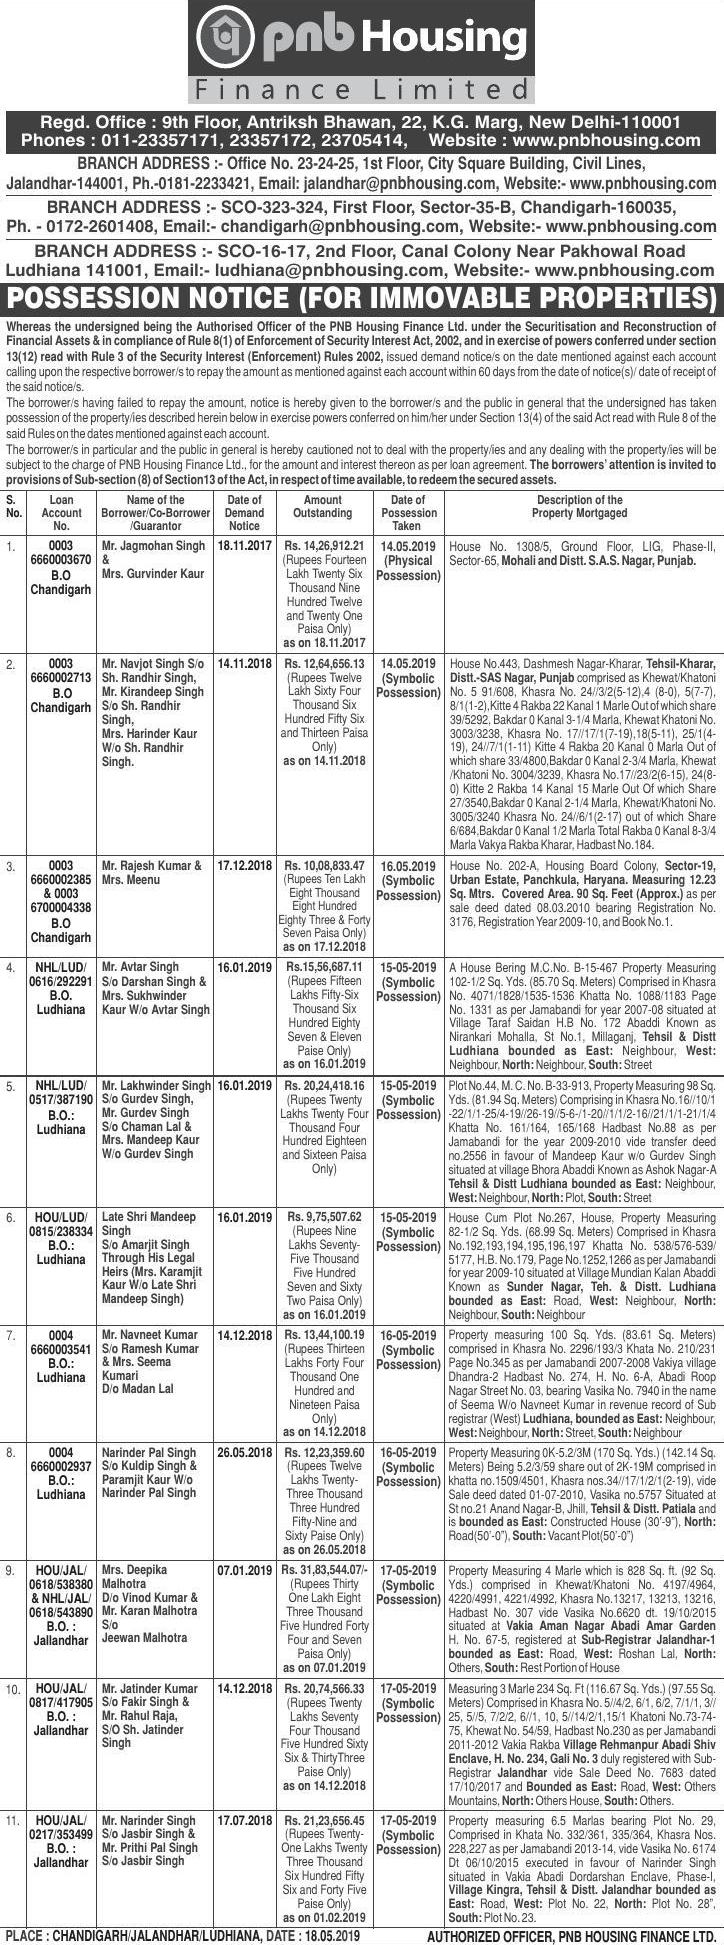 pnb Housing
Finance Limited
Regd. Office : 9th Floor, Antriksh Bhawan, 22, K.G. Marg, New Delhi-110001
Phones : 011-23357171, 23357172, 23705414, Website : www.pnbhousing.com
BRANCH ADDRESS :- Office No. 23-24-25, 1st Floor, City Square Building, Civil Lines,
Jalandhar-144001, Ph.-0181-2233421, Email: jalandhar@pnbhousing.com, Website:- www.pnbhousing.com
BRANCH ADDRESS :- SCO-323-324, First Floor, Sector-35-B, Chandigarh-160035,
Ph. - 0172-2601408, Email:- chandigarh@pnbhousing.com, Website:- www.pnbhousing.com
BRANCH ADDRESS :- SCO-16-17, 2nd Floor, Canal Colony Near Pakhowal Road
Ludhiana 141001, Email:- ludhiana@pnbhousing.com, Website:- www.pnbhousing.com
POSSESSION NOTICE (FOR IMMOVABLE PROPERTIES)
Whereas the undersigned being the Authorised Officer of the PNB Housing Finance Ltd. under the Securitisation and Reconstruction of
Financial Assets & in compliance of Rule 8(1) of Enforcement of Security Interest Act, 2002, and in exercise of powers conferred under section
13(12) read with Rule 3 of the Security Interest (Enforcement) Rules 2002, issued demand notice/s on the date mentioned against each account
calling upon the respective borrower/s to repay the amount as mentioned against each account within 60 days from the date of notice(s)/ date of receipt of
the said notice/s.
The borrower/s having failed to repay the amount, notice is hereby given to the borrower/s and the public in general that the undersigned has taken
possession of the property/ies described herein below in exercise powers conferred on him/her under Section 13(4) of the said Act read with Rule 8 of the
said Rules on the dates mentioned against each account.
The borrower/s in particular and the public in general is hereby cautioned not to deal with the property/ies and any dealing with the property/ies will be
subject to the charge of PNB Housing Finance Ltd., for the amount and interest thereon as per loan agreement. The borrowers' attention is invited to
provisions of Sub-section (8) of Section13 of the Act, in respect of time available, to redeem the secured assets.
S. No.
Loan Account No.
Name of the Borrower/Co-Borrower /Guarantor
Date of Demand Notice
Amount Outstanding
Date of Possession Taken
Description of the Property Mortgaged
1.
0003
6660003670
B.O
Chandigarh
Mr. Jagmohan Singh
&
Mrs. Gurvinder Kaur
18.11.2017
Rs. 14,26,912.21
(Rupees Fourteen
Lakh Twenty Six
Thousand Nine
Hundred Twelve
and Twenty One
Paisa Only)
as on 18.11.2017
14.05.2019
(Physical
Possession)
House No. 1308/5, Ground Floor, LIG, Phase-II,
Sector-65, Mohali and Distt. S.A.S. Nagar, Punjab.
2.
0003
6660002713
B.O
Chandigarh
Mr. Navjot Singh S/o
Sh. Randhir Singh,
Mr. Kirandeep Singh
S/o Sh. Randhir
Singh,
Mrs. Harinder Kaur
W/o Sh. Randhir
Singh.
14.11.2018
Rs. 12,64,656.13
(Rupees Twelve
Lakh Sixty Four
Thousand Six
Hundred Fifty Six
and Thirteen Paisa
Only)
as on 14.11.2018
14.05.2019
(Symbolic
Possession)
House No.443, Dashmesh Nagar-Kharar, Tehsil-Kharar,
Distt.-SAS Nagar, Punjab comprised as Khewat/Khatoni
No. 5 91/608, Khasra No. 24//3/2(5-12),4 (8-0), 5(7-7),
8/1(1-2),Kitte 4 Rakba 22 Kanal 1 Marle Out of which share
39/5292, Bakdar 0 Kanal 3-1/4 Marla, Khewat Khatoni No.
3003/3238, Khasra No. 17//17/1(7-19),18(5-11), 25/1(4-
19), 24//7/1(1-11) Kitte 4 Rakba 20 Kanal 0 Marla Out of
which share 33/4800,Bakdar 0 Kanal 2-3/4 Marla, Khewat
/Khatoni No. 3004/3239, Khasra No.17//23/2(6-15), 24(8-
0) Kitte 2 Rakba 14 Kanal 15 Marle Out Of which Share
27/3540,Bakdar 0 Kanal 2-1/4 Marla, Khewat/Khatoni No.
3005/3240 Khasra No. 24//6/1(2-17) out of which Share
6/684,Bakdar 0 Kanal 1/2 Marla Total Rakba 0 Kanal 8-3/4
Marla Vakya Rakba Kharar, Hadbast No.184.
3.
0003
6660002385
& 0003
6700004338
B.O
Chandigarh
Mr. Rajesh Kumar &
Mrs. Meenu
17.12.2018
Rs. 10,08,833.47
(Rupees Ten Lakh
Eight Thousand
Eight Hundred
Eighty Three & Forty
Seven Paisa Only)
as on 17.12.2018
16.05.2019
(Symbolic
Possession)
House No. 202-A, Housing Board Colony, Sector-19,
Urban Estate, Panchkula, Haryana. Measuring 12.23
Sq. Mtrs. Covered Area. 90 Sq. Feet (Approx.) as per
sale deed dated 08.03.2010 bearing Registration No.
3176, Registration Year 2009-10, and Book No.1.
4.
NHL/LUD/
0616/292291
B.O.
Ludhiana
Mr. Avtar Singh
S/o Darshan Singh &
Mrs. Sukhwinder
Kaur W/o Avtar Singh
16.01.2019
Rs.15,56,687.11
(Rupees Fifteen
Lakhs Fifty-Six
Thousand Six
Hundred Eighty
Seven & Eleven
Paise Only)
as on 16.01.2019
15-05-2019
(Symbolic
Possession)
A House Bering M.C.No. B-15-467 Property Measuring
102-1/2 Sq. Yds. (85.70 Sq. Meters) Comprised in Khasra
No. 4071/1828/1535-1536 Khatta No. 1088/1183 Page
No. 1331 as per Jamabandi for year 2007-08 situated at
Village Taraf Saidan H.B No. 172 Abaddi Known as
Nirankari Mohalla, St No.1, Millaganj, Tehsil & Distt
Ludhiana bounded as East: Neighbour, West:
Neighbour, North: Neighbour, South: Street
5.
NHL/LUD/
0517/387190
B.O.:
Ludhiana
Mr. Lakhwinder Singh
S/o Gurdev Singh,
Mr. Gurdev Singh
S/o Chaman Lal &
Mrs. Mandeep Kaur
W/o Gurdev Singh
16.01.2019
Rs. 20,24,418.16
(Rupees Twenty
Lakhs Twenty Four
Thousand Four
Hundred Eighteen
and Sixteen Paisa
Only)
15-05-2019
(Symbolic
Possession)
Plot No.44, M. C. No. B-33-913, Property Measuring 98 Sq.
Yds. (81.94 Sq. Meters) Comprising in Khasra No.16//10/1
-22/1/1-25/4-19//26-19//5-6-/1-20//1/1/2-16//21/1/1-21/1/4
Khatta No. 161/164, 165/168 Hadbast No.88 as per
Jamabandi for the year 2009-2010 vide transfer deed
no.2556 in favour of Mandeep Kaur w/o Gurdev Singh
situated at village Bhora Abaddi Known as Ashok Nagar-A
Tehsil & Distt Ludhiana bounded as East: Neighbour,
West: Neighbour, North: Plot, South: Street
6.
HOU/LUD/
0815/238334
B.O.:
Ludhiana
Late Shri Mandeep
Singh
S/o Amarjit Singh
Through His Legal
Heirs (Mrs. Karamjit
Kaur W/o Late Shri
Mandeep Singh)
16.01.2019
Rs. 9,75,507.62
(Rupees Nine
Lakhs Seventy-
Five Thousand
Five Hundred
Seven and Sixty
Two Paisa Only)
as on 16.01.2019
15-05-2019
(Symbolic
Possession)
House Cum Plot No.267, House, Property Measuring
82-1/2 Sq. Yds. (68.99 Sq. Meters) Comprised in Khasra
No.192,193,194,195,196,197 Khatta No. 538/576-539/
5177, H.B. No.179, Page No.1252,1266 as per Jamabandi
for year 2009-10 situated at Village Mundian Kalan Abaddi
Known as Sunder Nagar, Teh. & Distt. Ludhiana
bounded as East: Road, West: Neighbour, North:
Neighbour, South: Neighbour
7.
0004
6660003541
B.O.:
Ludhiana
Mr. Navneet Kumar
S/o Ramesh Kumar
& Mrs. Seema
Kumari
D/o Madan Lal
14.12.2018
Rs. 13,44,100.19
(Rupees Thirteen
Lakhs Forty Four
Thousand One
Hundred and
Nineteen Paisa
Only)
as on 14.12.2018
16-05-2019
(Symbolic
Possession)
Property measuring 100 Sq. Yds. (83.61 Sq. Meters)
comprised in Khasra No. 2296/193/3 Khata No. 210/231
Page No.345 as per Jamabandi 2007-2008 Vakiya village
Dhandra-2 Hadbast No. 274, H. No. 6-A, Abadi Roop
Nagar Street No. 03, bearing Vasika No. 7940 in the name
of Seema W/o Navneet Kumar in revenue record of Sub
registrar (West) Ludhiana, bounded as East: Neighbour,
West: Neighbour, North: Street, South: Neighbour
8.
0004
6660002937
B.O.:
Ludhiana
Narinder Pal Singh
S/o Kuldip Singh &
Paramjit Kaur W/o
Narinder Pal Singh
26.05.2018
Rs. 12,23,359.60
(Rupees Twelve
Lakhs Twenty-
Three Thousand
Three Hundred
Fifty-Nine and
Sixty Paise Only)
as on 26.05.2018
16-05-2019
(Symbolic
Possession)
Property Measuring 0K-5.2/3M (170 Sq. Yds.) (142.14 Sq.
Meters) Being 5.2/3/59 share out of 2K-19M comprised in
khatta no.1509/4501, Khasra nos.34//17/1/2/1(2-19), vide
Sale deed dated 01-07-2010, Vasika no.5757 Situated at
St no.21 Anand Nagar-B, Jhill, Tehsil & Distt. Patiala and
is bounded as East: Constructed House (30'-9"), North:
Road(50'-0"), South: Vacant Plot(50'-0")
9.
HOU/JAL/
0618/538380
& NHL/JAL/
0618/543890
B.O. :
Jallandhar
Mrs. Deepika
Malhotra
D/o Vinod Kumar &
Mr. Karan Malhotra
S/o
Jeewan Malhotra
07.01.2019
Rs. 31,83,544.07/-
(Rupees Thirty
One Lakh Eight
Three Thousand
Five Hundred Forty
Four and Seven
Paisa Only)
as on 07.01.2019
17-05-2019
(Symbolic
Possession)
Property Measuring 4 Marle which is 828 Sq. ft. (92 Sq.
Yds.) comprised in Khewat/Khatoni No. 4197/4964,
4220/4991, 4221/4992, Khasra No.13217, 13213, 13216,
Hadbast No. 307 vide Vasika No.6620 dt. 19/10/2015
situated at Vakia Aman Nagar Abadi Amar Garden
H. No. 67-5, registered at Sub-Registrar Jalandhar-1
bounded as East: Road, West: Roshan Lal, North:
Others, South: Rest Portion of House
10.
HOU/JAL/
0817/417905
B.O. :
Jallandhar
Mr. Jatinder Kumar
S/o Fakir Singh &
Mr. Rahul Raja,
S/O Sh. Jatinder
Singh
14.12.2018
Rs. 20,74,566.33
(Rupees Twenty
Lakhs Seventy
Four Thousand
Five Hundred Sixty
Six & ThirtyThree
Paise Only)
as on 14.12.2018
17-05-2019
(Symbolic
Possession)
Measuring 3 Marle 234 Sq. Ft (116.67 Sq. Yds.) (97.55 Sq.
Meters) Comprised in Khasra No. 5//4/2, 6/1, 6/2, 7/1/1, 3//
25, 5//5, 7/2/2, 6//1, 10, 5//14/2/1,15/1 Khatoni No.73-74-
75, Khewat No. 54/59, Hadbast No.230 as per Jamabandi
2011-2012 Vakia Rakba Village Rehmanpur Abadi Shiv
Enclave, H. No. 234, Gali No. 3 duly registered with Sub-
Registrar Jalandhar vide Sale Deed No. 7683 dated
17/10/2017 and Bounded as East: Road, West: Others
Mountains, North: Others House, South: Others.
11.
HOU/JAL/
0217/353499
B.O. :
Jallandhar
Mr. Narinder Singh
S/o Jasbir Singh &
Mr. Prithi Pal Singh
S/o Jasbir Singh
17.07.2018
Rs. 21,23,656.45
(Rupees Twenty-
One Lakhs Twenty
Three Thousand
Six Hundred Fifty
Six and Forty Five
Paise Only)
as on 01.02.2019
17-05-2019
(Symbolic
Possession)
Property measuring 6.5 Marlas bearing Plot No. 29,
Comprised in Khata No. 332/361, 335/364, Khasra Nos.
228,227 as per Jamabandi 2013-14, vide Vasika No. 6174
Dt 06/10/2015 executed in favour of Narinder Singh
situated in Vakia Abadi Dordarshan Enclave, Phase-I,
Village Kingra, Tehsil & Distt. Jalandhar bounded as
East: Road, West: Plot No. 22, North: Plot No. 28",
South: Plot No. 23.
PLACE : CHANDIGARH/JALANDHAR/LUDHIANA, DATE : 18.05.2019
AUTHORIZED OFFICER, PNB HOUSING FINANCE LTD.